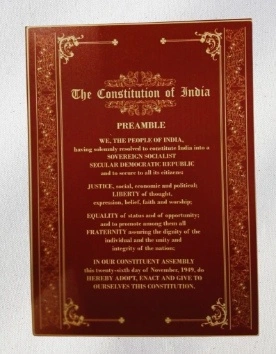 The Constitution of India
PREAMBLE
WE, THE PEOPLE OF INDIA,
having solemnly resolved to constitute India into a
SOVEREIGN SOCIALIST
SECULAR DEMOCRATIC REPUBLIC
and to secure to all its citizens:
JUSTICE, social, economic and political;
LIBERTY of thought,
expression, belief, faith and worship;
EQUALITY of status and of opportunity;
and to promote among them all
FRATERNITY assuring the dignity of the
individual and the unity and
integrity of the nation;
IN OUR CONSTITUENT ASSEMBLY
this twenty-sixth day of November, 1949, do
HEREBY ADOPT, ENACT AND GIVE TO
OURSELVES THIS CONSTITUTION.